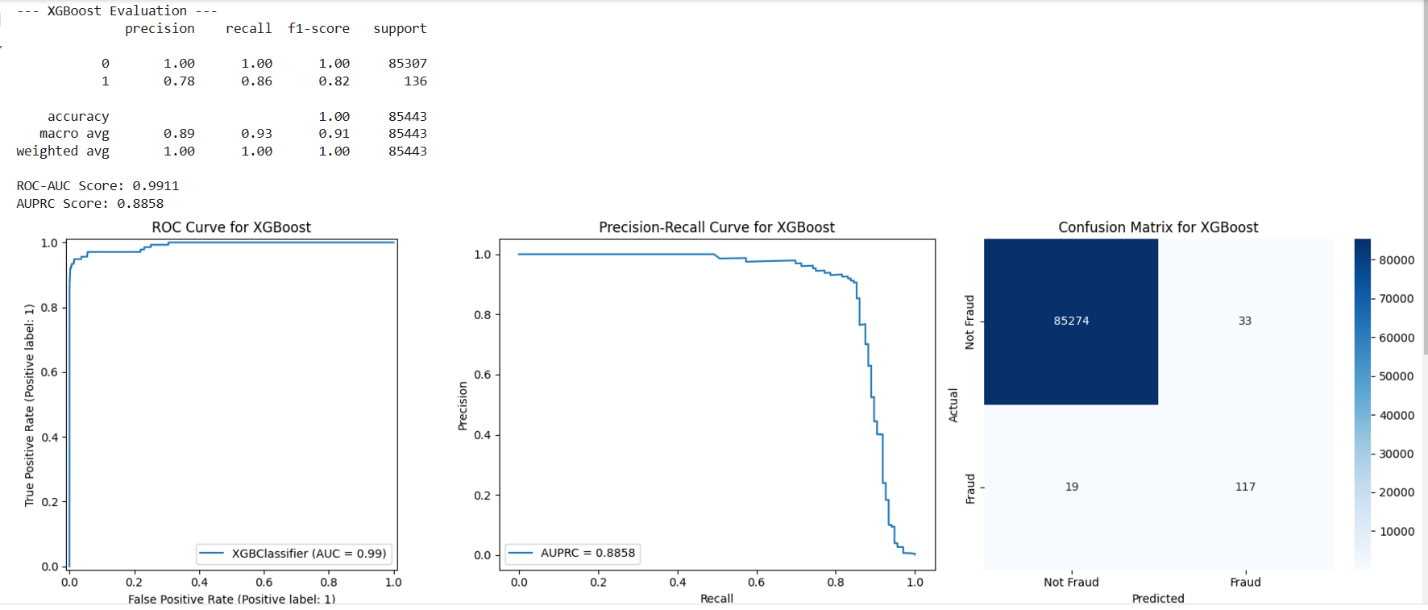 --- XGBoost Evaluation ---
precision recall f1-score support
0 1.00 1.00 1.00 85307
1 0.78 0.86 0.82 136
accuracy 1.00 85443
macro avg 0.89 0.93 0.91 85443
weighted avg 1.00 1.00 1.00 85443
ROC-AUC Score: 0.9911
AUPRC Score: 0.8858
ROC Curve for XGBoost
1.0
0.8
0.6
0.4
0.2
0.0
True Positive Rate (Positive label: 1)
XGBClassifier (AUC = 0.99)
0.0 0.2 0.4 0.6 0.8 1.0
False Positive Rate (Positive label: 1)
Precision-Recall Curve for XGBoost
1.0
0.8
0.6
0.4
0.2
0.0
Precision
AUPRC = 0.8858
0.0 0.2 0.4 0.6 0.8 1.0
Recall
Confusion Matrix for XGBoost
Actual
Not Fraud
85274 33
Fraud
19 117
Not Fraud Fraud
Predicted
80000
70000
60000
50000
40000
30000
20000
10000